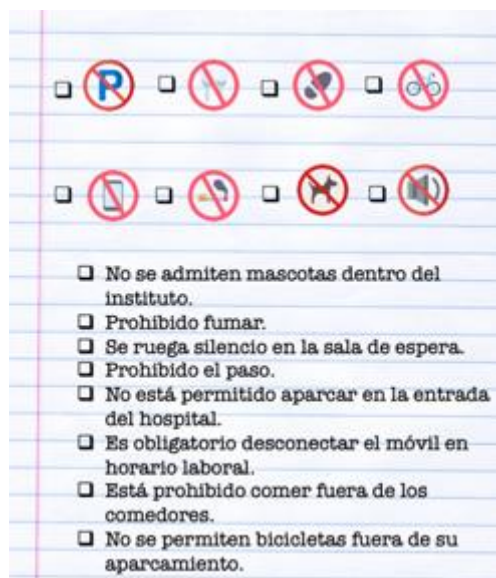 P
❑ No se admiten mascotas dentro del
instituto.
❑ Prohibido fumar.
❑ Se ruega silencio en la sala de espera.
❑ Prohibido el paso.
❑ No está permitido aparcar en la entrada
del hospital.
❑ Es obligatorio desconectar el móvil en
horario laboral.
❑ Está prohibido comer fuera de los
comedores.
❑ No se permiten bicicletas fuera de su
aparcamiento.